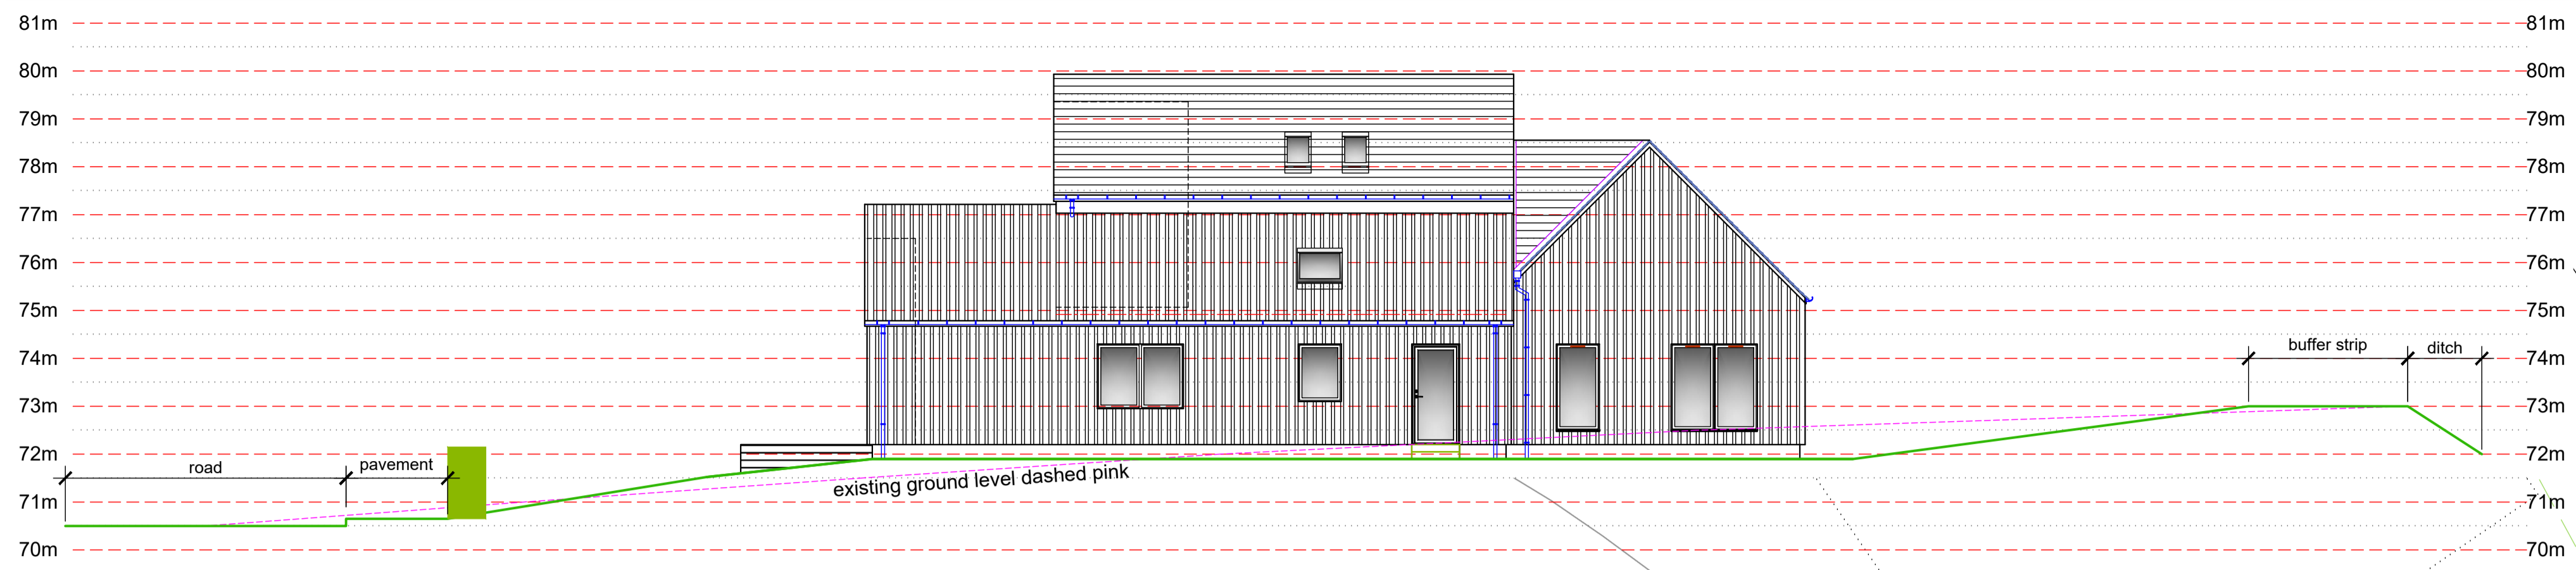 81m 81m
80m 80m
79m 79m
78m 78m
77m 77m
76m 76m
75m 75m
74m buffer strip ditch 74m
73m 73m
72m 72m
road pavement
existing ground level dashed pink
71m 71m
70m 70m